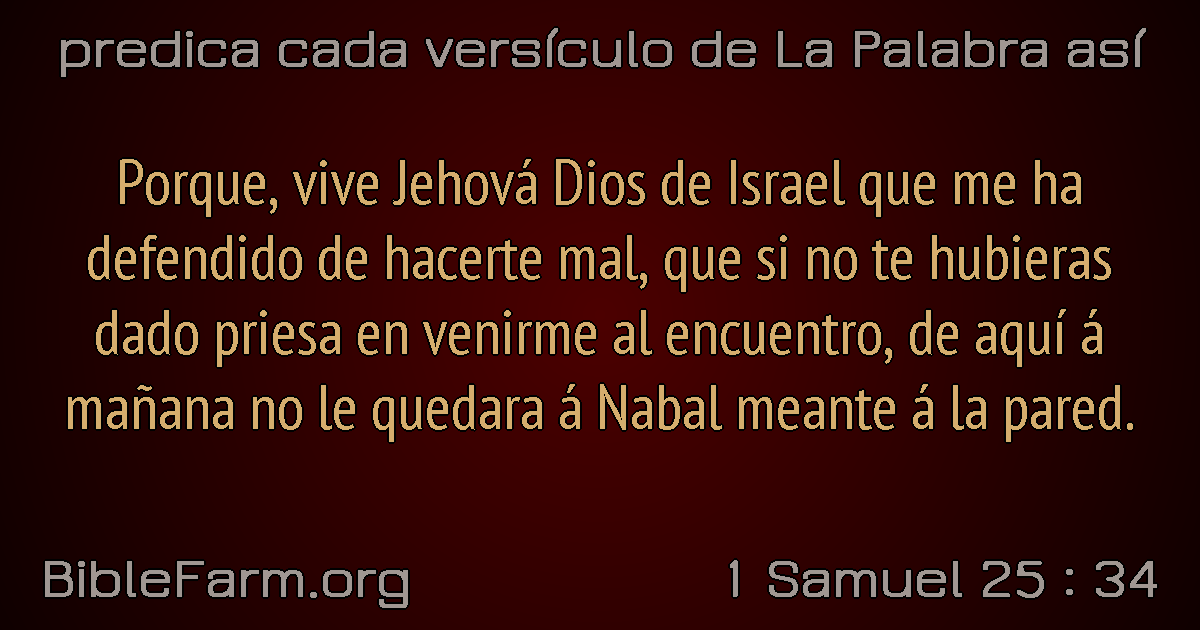 predica cada versículo de La Palabra así
Porque, vive Jehová Dios de Israel que me ha
defendido de hacerte mal, que si no te hubieras
dado priesa en venirme al encuentro, de aquí á
mañana no le quedara á Nabal meante á la pared.
BibleFarm.org
1 Samuel 25 : 34